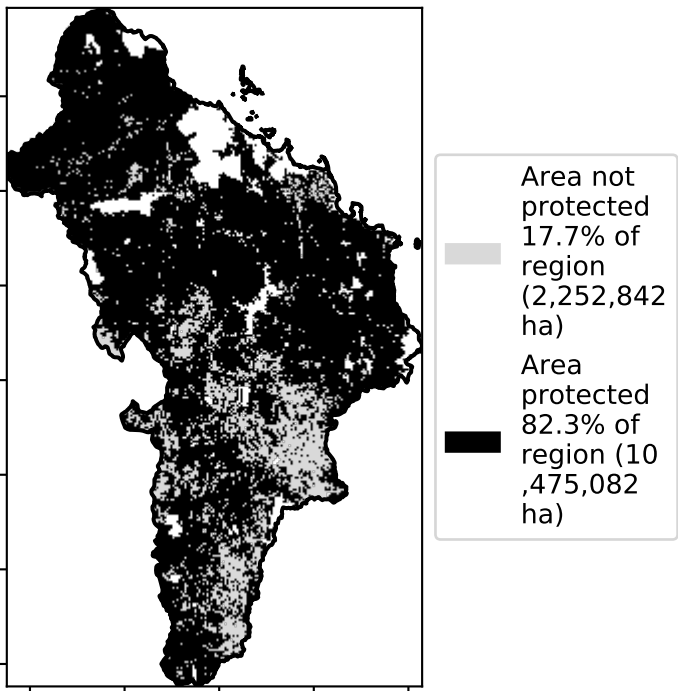 Area not
protected
17.7% of
region
(2,252,842
ha)
Area
protected
82.3% of
region (10
,475,082
ha)